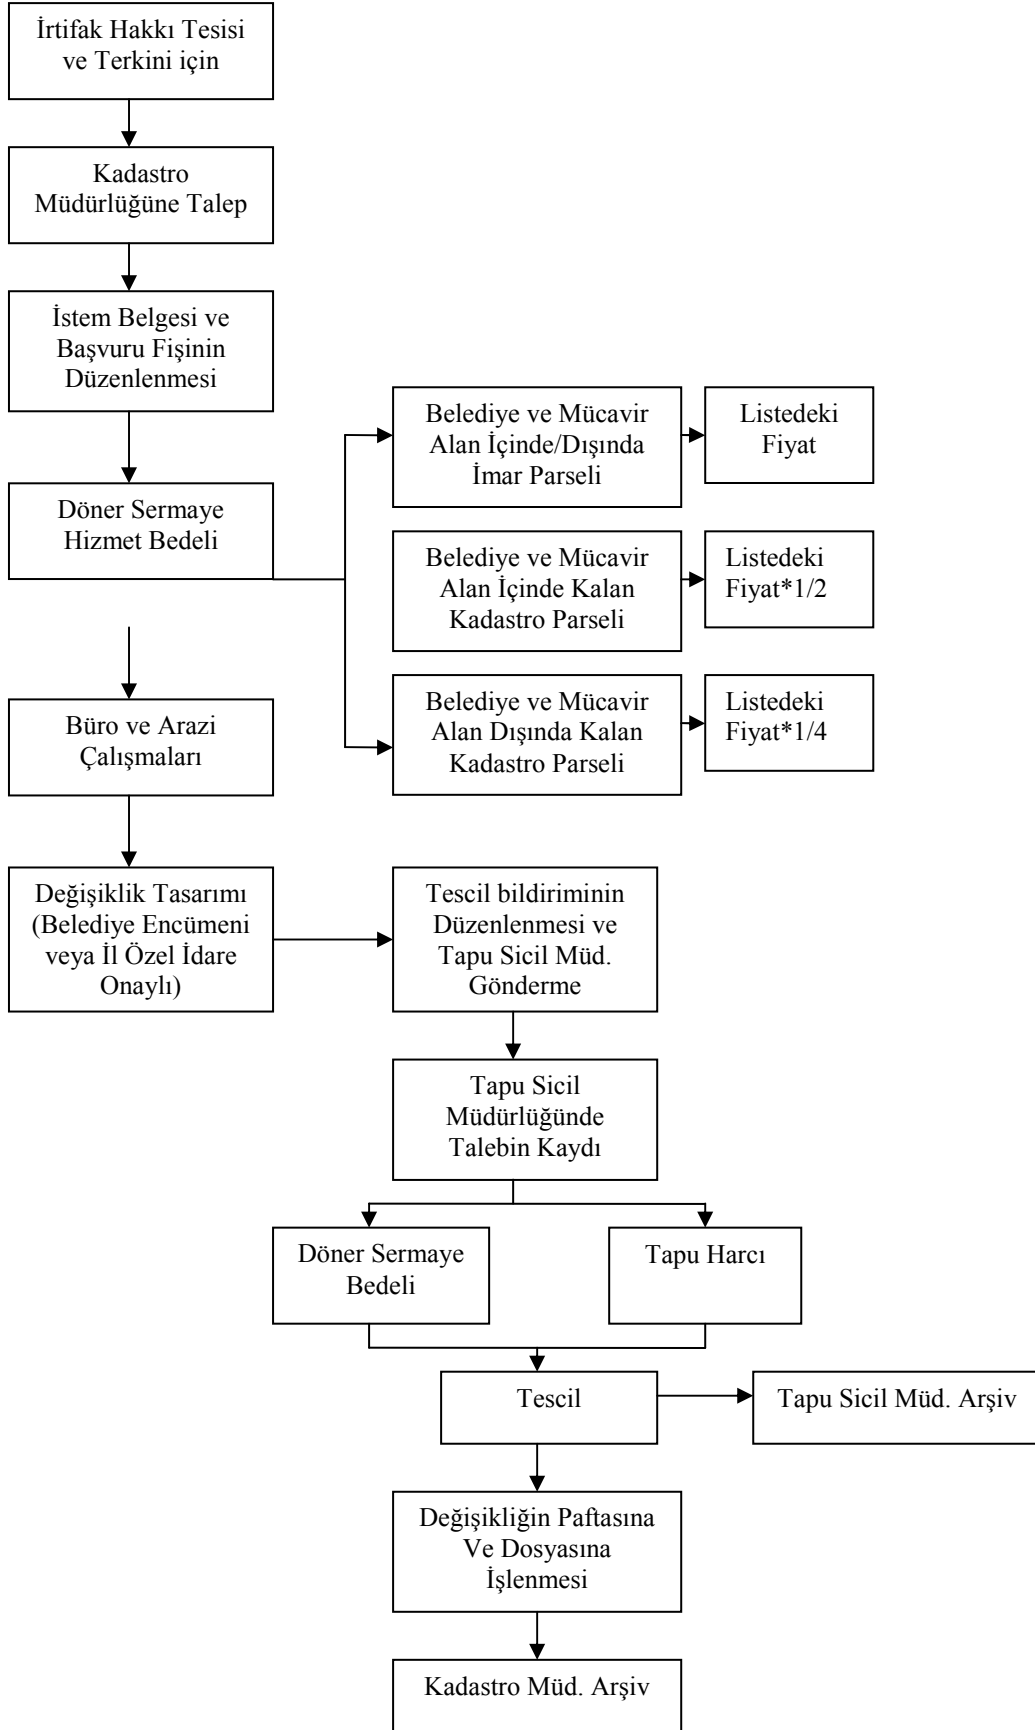 İrtifak Hakkı Tesisi
ve Terkini için
Kadastro
Müdürlüğüne Talep
İstem Belgesi ve
Başvuru Fişinin
Düzenlenmesi
Döner Sermaye
Hizmet Bedeli
Belediye ve Mücavir
Alan İçinde/Dışında
İmar Parseli
Listedeki
Fiyat
Belediye ve Mücavir
Alan İçinde Kalan
Kadastro Parseli
Listedeki
Fiyat*1/2
Belediye ve Mücavir
Alan Dışında Kalan
Kadastro Parseli
Listedeki
Fiyat*1/4
Büro ve Arazi
Çalışmaları
Değişiklik Tasarımı
(Belediye Encümeni
veya İl Özel İdare
Onaylı)
Tescil bildiriminin
Düzenlenmesi ve
Tapu Sicil Müd.
Gönderme
Tapu Sicil
Müdürlüğünde
Talebin Kaydı
Döner Sermaye
Bedeli
Tapu Harcı
Tescil
Tapu Sicil Müd. Arşiv
Değişikliğin Paftasına
Ve Dosyasına
İşlenmesi
Kadastro Müd. Arşiv